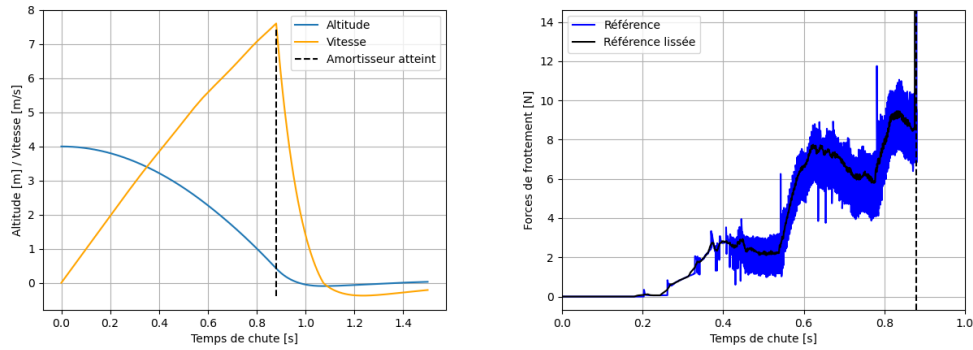 8
7
6
5
4
3
2
1
0
Altitude [m] / Vitesse [m/s]
Altitude
Vitesse
Amortisseur atteint
0.0 0.2 0.4 0.6 0.8 1.0 1.2 1.4
Temps de chute [s]
14
12
10
8
6
4
2
0
Forces de frottement [N]
Référence
Référence lissée
0.0 0.2 0.4 0.6 0.8 1.0
Temps de chute [s]